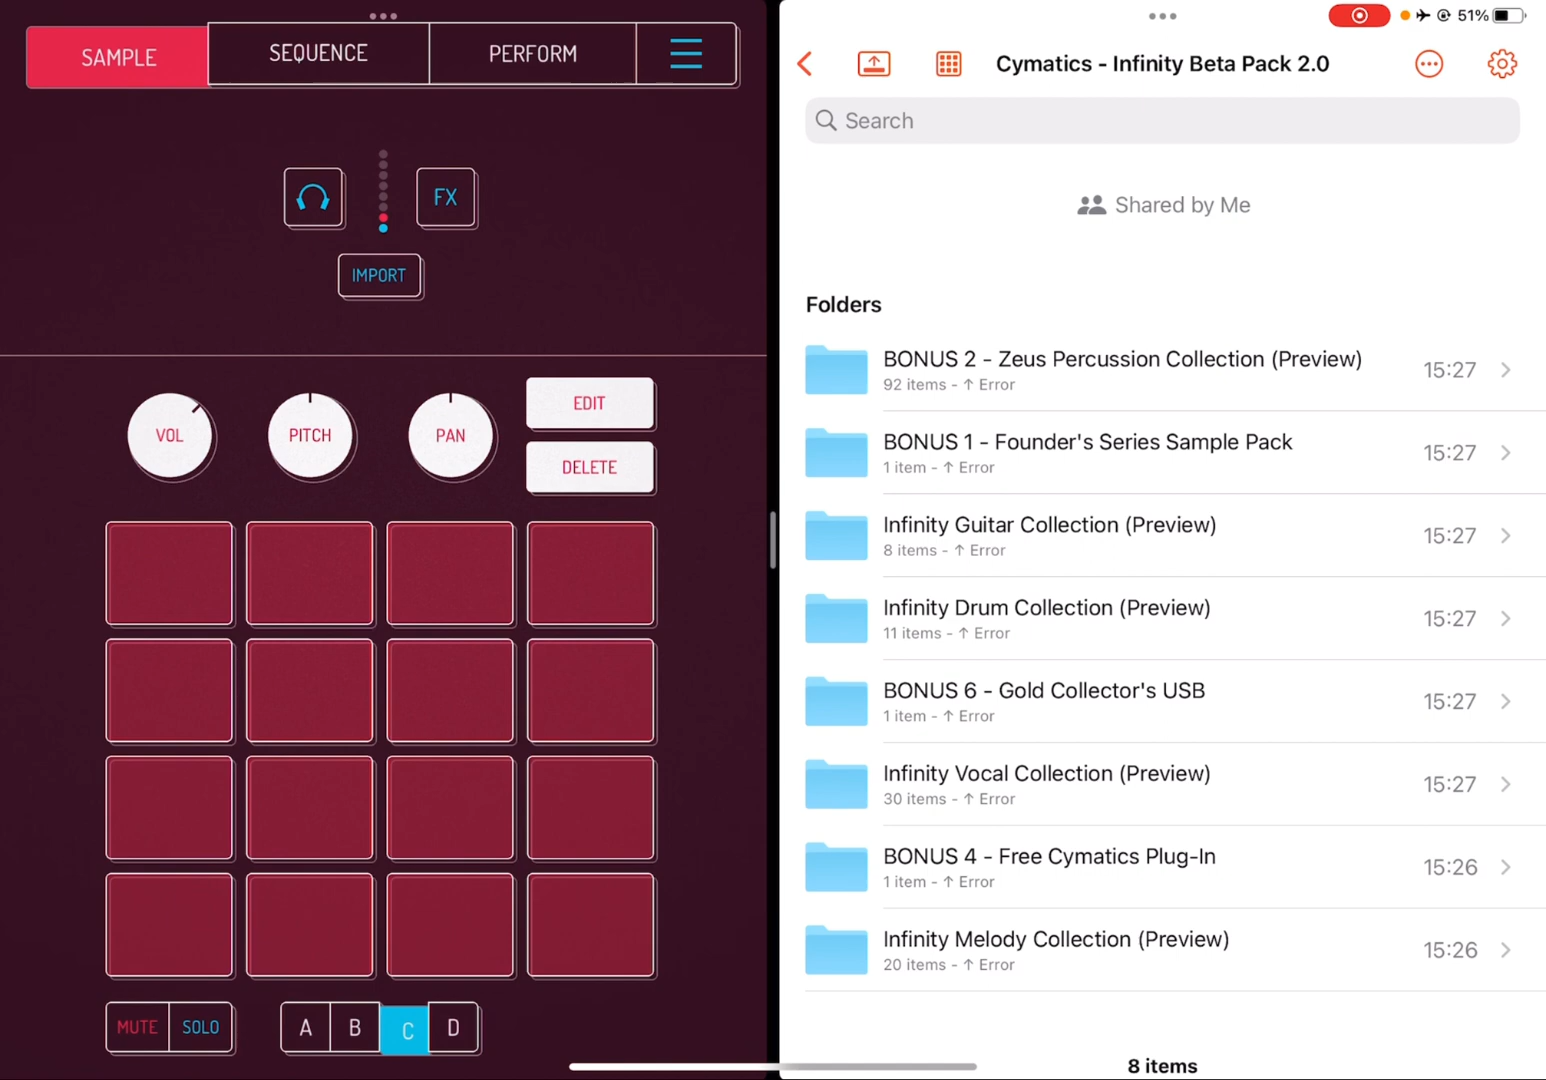 SAMPLE
SEQUENCE
PERFORM
FX
IMPORT
VOL
PITCH
PAN
EDIT
DELETE
MUTE
SOLO
A
B
C
D
51%
Cymatics - Infinity Beta Pack 2.0
Search
Shared by Me
Folders
BONUS 2 - Zeus Percussion Collection (Preview)
92 items - ↑ Error
15:27
BONUS 1 - Founder's Series Sample Pack
1 item - ↑ Error
15:27
Infinity Guitar Collection (Preview)
8 items - ↑ Error
15:27
Infinity Drum Collection (Preview)
11 items - ↑ Error
15:27
BONUS 6 - Gold Collector's USB
1 item - ↑ Error
15:27
Infinity Vocal Collection (Preview)
30 items - ↑ Error
15:27
BONUS 4 - Free Cymatics Plug-In
1 item - ↑ Error
15:26
Infinity Melody Collection (Preview)
20 items - ↑ Error
15:26
8 items